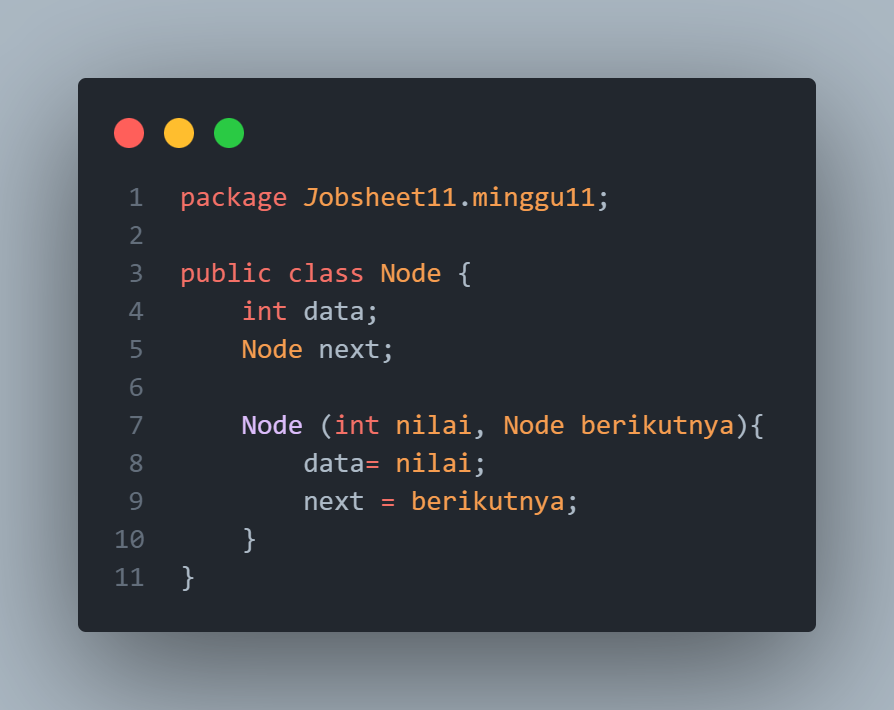 1 package Jobsheet11.minggu11;
2
3 public class Node {
4     int data;
5     Node next;
6
7     Node (int nilai, Node berikutnya){
8         data= nilai;
9         next = berikutnya;
10     }
11 }